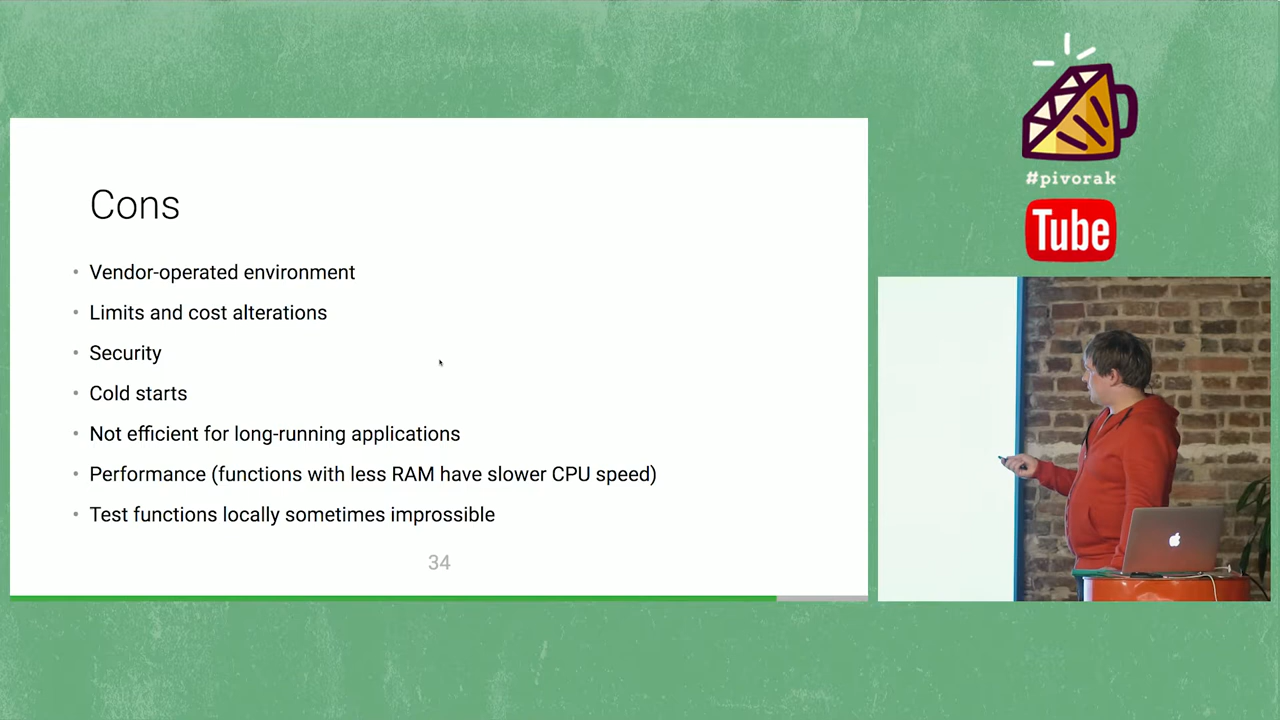 Cons
• Vendor-operated environment
• Limits and cost alterations
• Security
• Cold starts
• Not efficient for long-running applications
• Performance (functions with less RAM have slower CPU speed)
• Test functions locally sometimes improssible
34
#pivorak
Tube